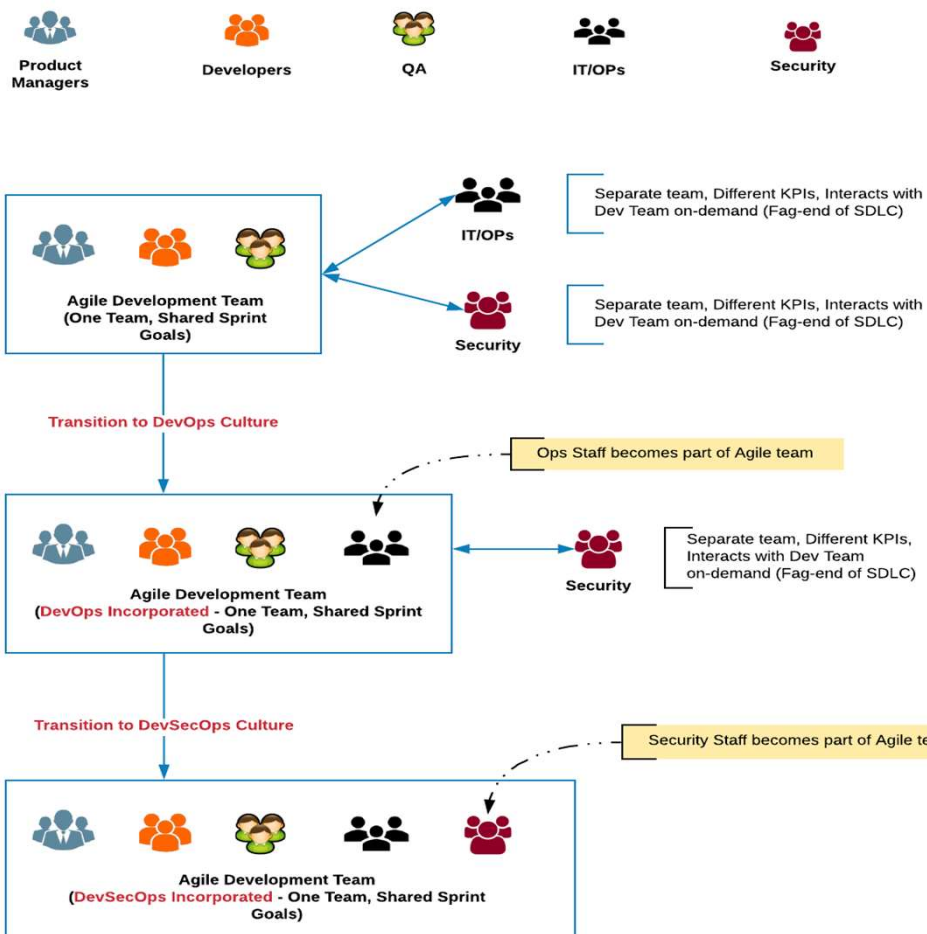 Product
Managers
Developers
QA
IT/OPs
Security
IT/OPs
Separate team, Different KPIs, Interacts with
Dev Team on-demand (Fag-end of SDLC)
Agile Development Team
(One Team, Shared Sprint
Goals)
Security
Separate team, Different KPIs, Interacts with
Dev Team on-demand (Fag-end of SDLC)
Transition to DevOps Culture
Ops Staff becomes part of Agile team
Agile Development Team
(DevOps Incorporated - One Team, Shared Sprint
Goals)
Security
Separate team, Different KPIs,
Interacts with Dev Team
on-demand (Fag-end of SDLC)
Transition to DevSecOps Culture
Security Staff becomes part of Agile te
Agile Development Team
(DevSecOps Incorporated - One Team, Shared Sprint
Goals)